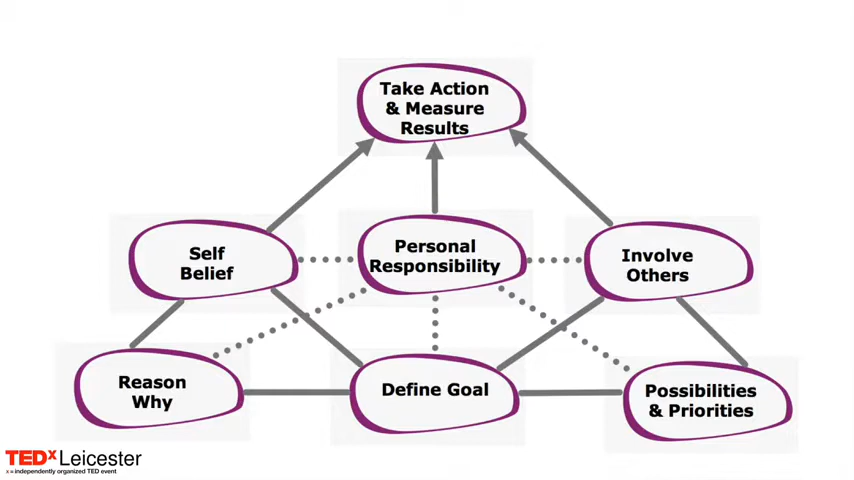 Take Action
& Measure
Results
Self
Belief
Personal
Responsibility
Involve
Others
Reason
Why
Define Goal
Possibilities
& Priorities
TEDxLeicester
x = independently organized TED event